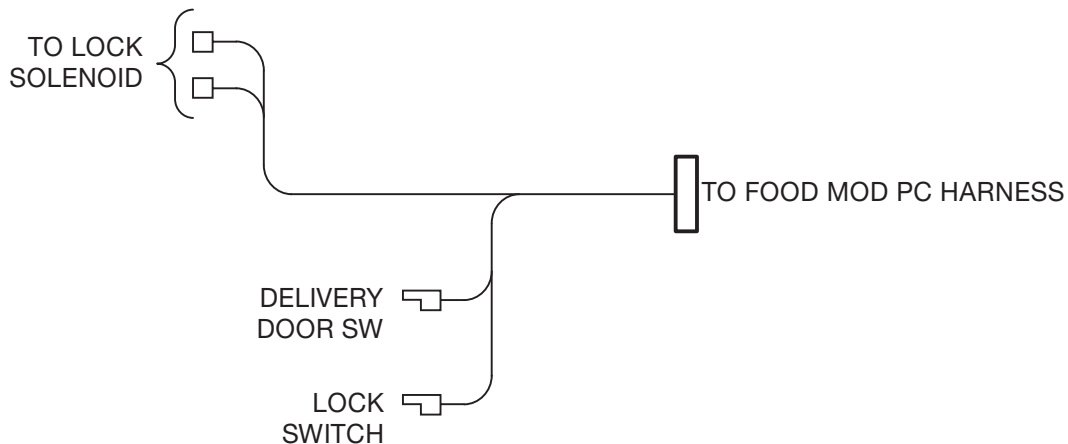 TO LOCK
SOLENOID
TO FOOD MOD PC HARNESS
DELIVERY
DOOR SW
LOCK
SWITCH